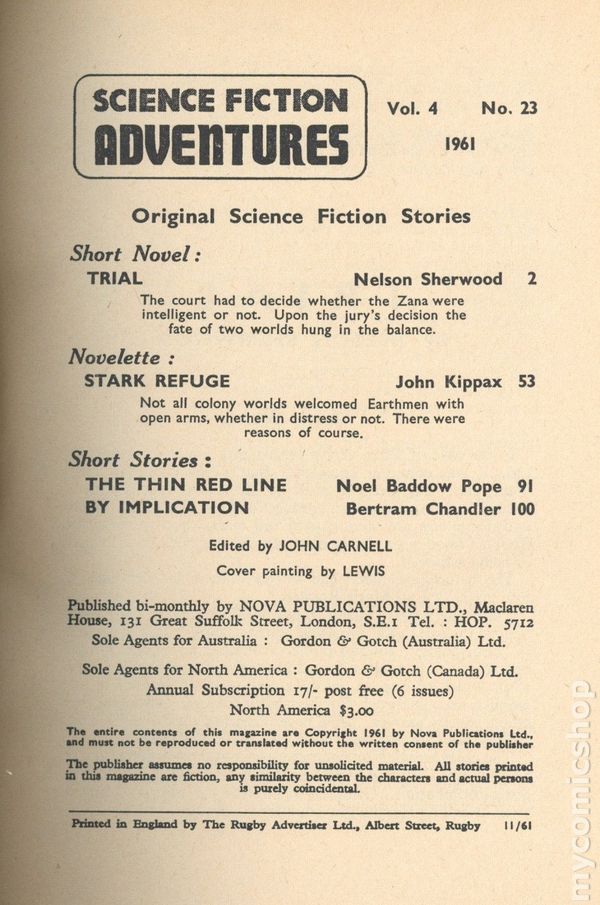 SCIENCE FICTION
ADVENTURES
Vol. 4 No. 23
1961
Original Science Fiction Stories
Short Novel :
TRIAL Nelson Sherwood 2
The court had to decide whether the Zana were
intelligent or not. Upon the jury's decision the
fate of two worlds hung in the balance.
Novelette :
STARK REFUGE John Kippax 53
Not all colony worlds welcomed Earthmen with
open arms, whether in distress or not. There were
reasons of course.
Short Stories :
THE THIN RED LINE Noel Baddow Pope 91
BY IMPLICATION Bertram Chandler 100
Edited by JOHN CARNELL
Cover painting by LEWIS
Published bi-monthly by NOVA PUBLICATIONS LTD., Maclaren
House, 131 Great Suffolk Street, London, S.E.1 Tel. : HOP. 5712
Sole Agents for Australia : Gordon & Gotch (Australia) Ltd.
Sole Agents for North America : Gordon & Gotch (Canada) Ltd.
Annual Subscription 17/- post free (6 issues)
North America $3.00
The entire contents of this magazine are Copyright 1961 by Nova Publications Ltd.,
and must not be reproduced or translated without the written consent of the publisher
The publisher assumes no responsibility for unsolicited material. All stories printed
in this magazine are fiction, any similarity between the characters and actual persons
is purely coincidental.
Printed in England by The Rugby Advertiser Ltd., Albert Street, Rugby 11/61
mycomicshop